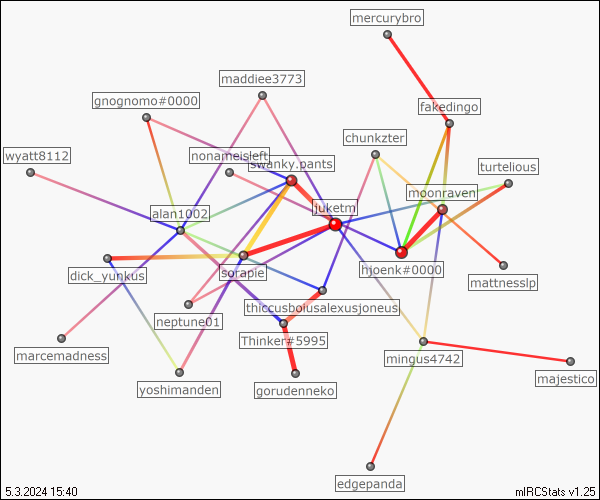 mercurybro
maddiee3773
gnognomo#0000
fakedingo
chunkzter
wyatt8112
nonameisleft
swanky.pants
turtelious
moonraven
alan1002
juketm
dick_yunkus
sorapie
hjoenk#0000
mattnesslp
thiccusboiusalexusjoneus
neptune01
Thinker#5995
marcemadness
mingus4742
yoshimanden
gorudenneko
majestico
edgepanda
5.3.2024 15:40
mIRCStats v1.25